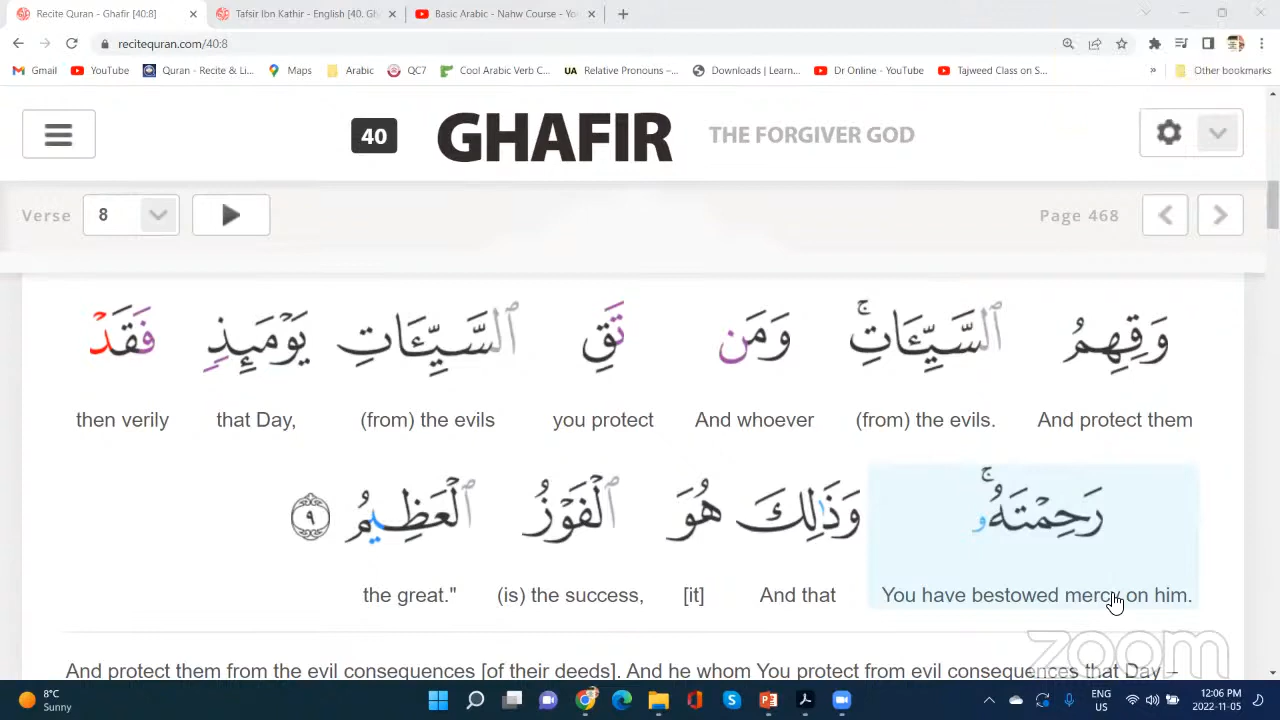 Recite Quran - Ghafir [40:8]
Tafsir Ibn Kathir - English [40. Gh
Basic Arabic - Nahw Course - Yo
recitequran.com/40:8
Gmail YouTube Quran - Recite & Li... Maps Arabic QC7 Cool Arabic Verb C... UA Relative Pronouns –... Downloads | Learn... Dr Online - YouTube Tajweed Class on S... » Other bookmarks
40 GHAFIR THE FORGIVER GOD
Verse 8 Page 468
وَقِهِمُ ٱلسَّيِّـَٔاتِ ۚ وَمَن تَقِ ٱلسَّيِّـَٔاتِ يَوْمَئِذٍ فَقَدْ
And protect them (from) the evils. And whoever you protect (from) the evils that Day, then verily
رَحِمْتَهُۥ ۚ وَذَٰلِكَ هُوَ ٱلْفَوْزُ ٱلْعَظِيمُ ٩
You have bestowed mercy on him. And that [it] (is) the success, the great."
And protect them from the evil consequences [of their deeds]. And he whom You protect from evil consequences that Day –
zoom
8°C
Sunny
ENG
US
12:06 PM
2022-11-05